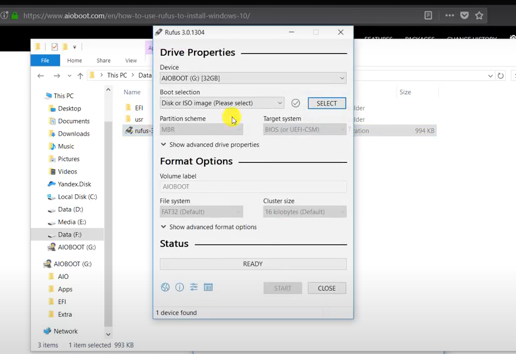 https://www.aioboot.com/en/how-to-use-rufus-to-install-windows-10/
FEATURES PACKAGES CHANGE HISTORY
File Home Share View
This PC
Name Size
This PC
Desktop
Documents
Downloads
Music
Pictures
Videos
Yandex.Disk
Local Disk (C:)
Data (D:)
Media (E:)
Data (F:)
AIOBOOT (G:)
AIOBOOT (G:)
AIO
Apps
EFI
Extra
Network
EFI
usr
994 KB
3 items 1 item selected 993 KB
Rufus 3.0.1304
Drive Properties
Device
AIOBOOT (G:) [32GB]
Boot selection
Disk or ISO image (Please select) SELECT
Partition scheme Target system
MBR BIOS (or UEFI-CSM)
Show advanced drive properties
Format Options
Volume label
AIOBOOT
File system Cluster size
FAT32 (Default) 16 kilobytes (Default)
Show advanced format options
Status
READY
START CLOSE
1 device found